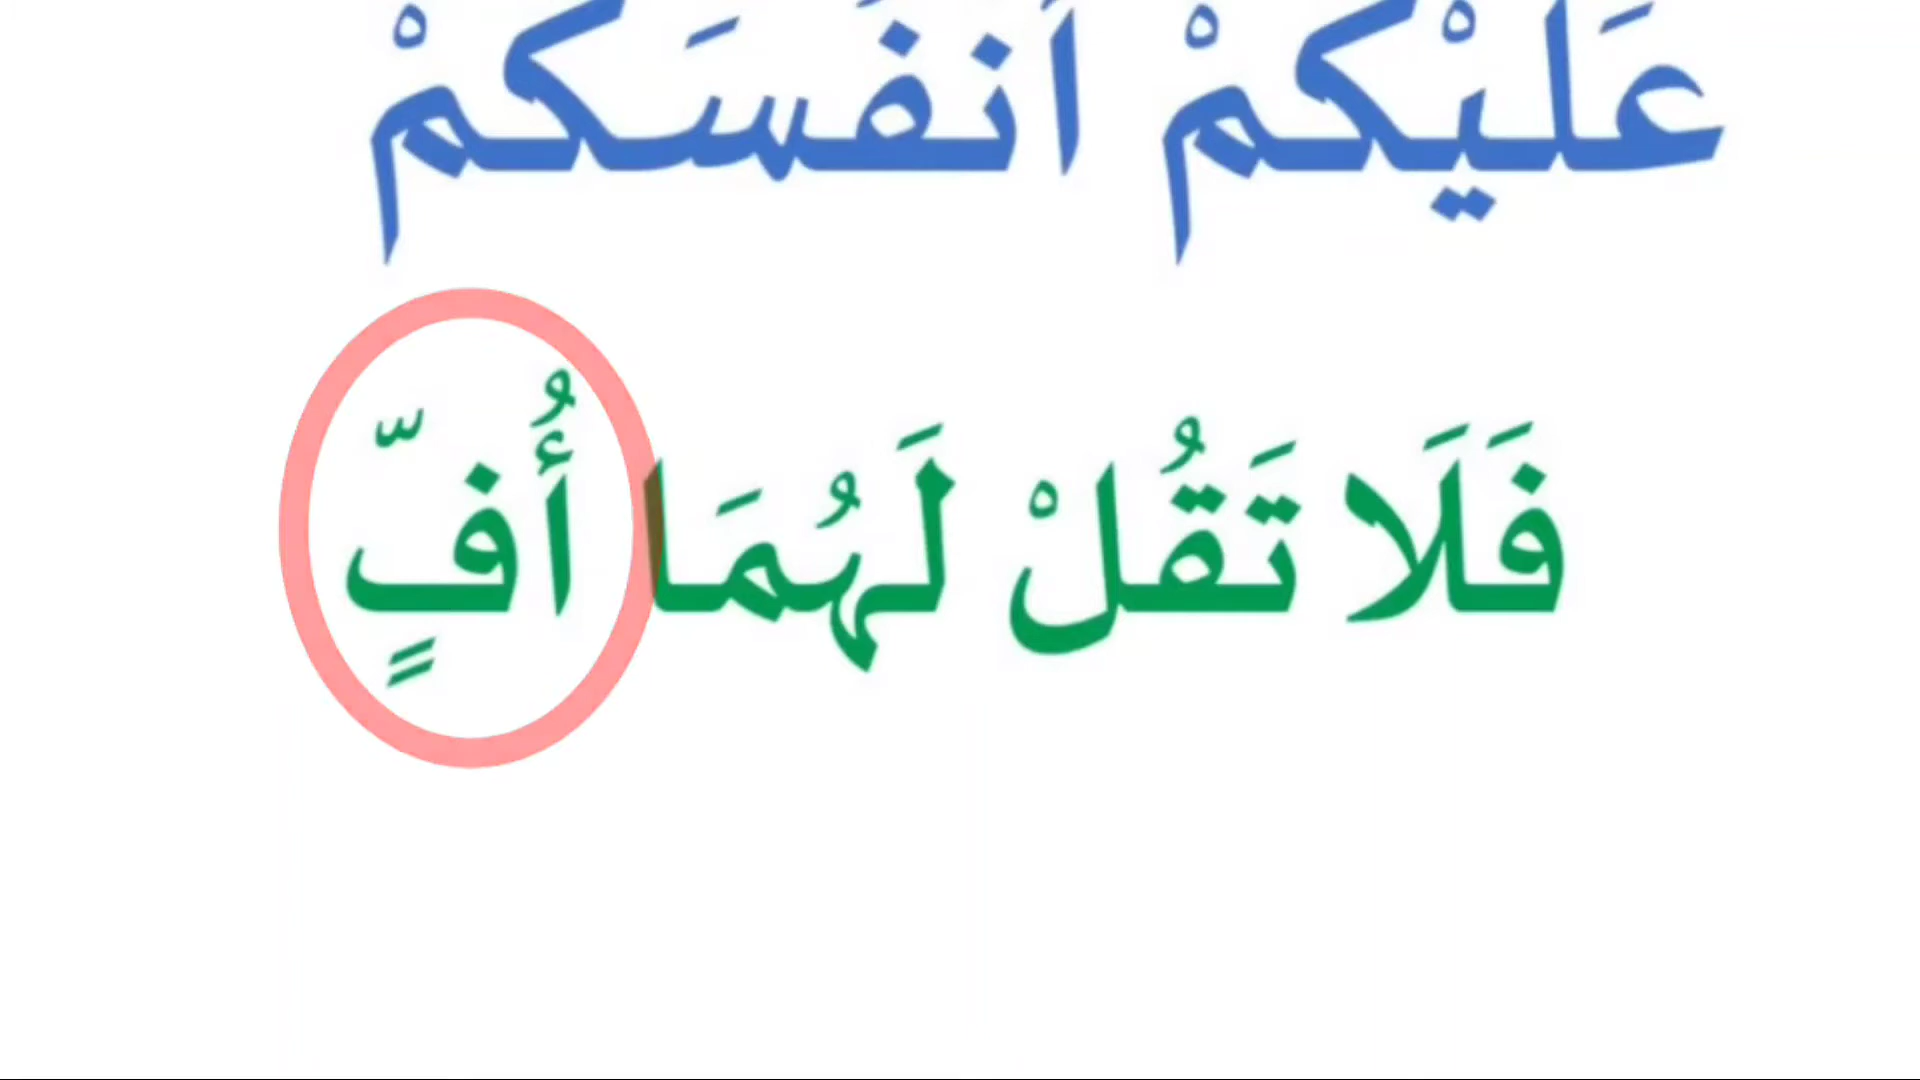 عَلَيْكُمْ أَنفَسَكُمْ
فَلَا تَقُلْ لَهُمَا أُفٍّ